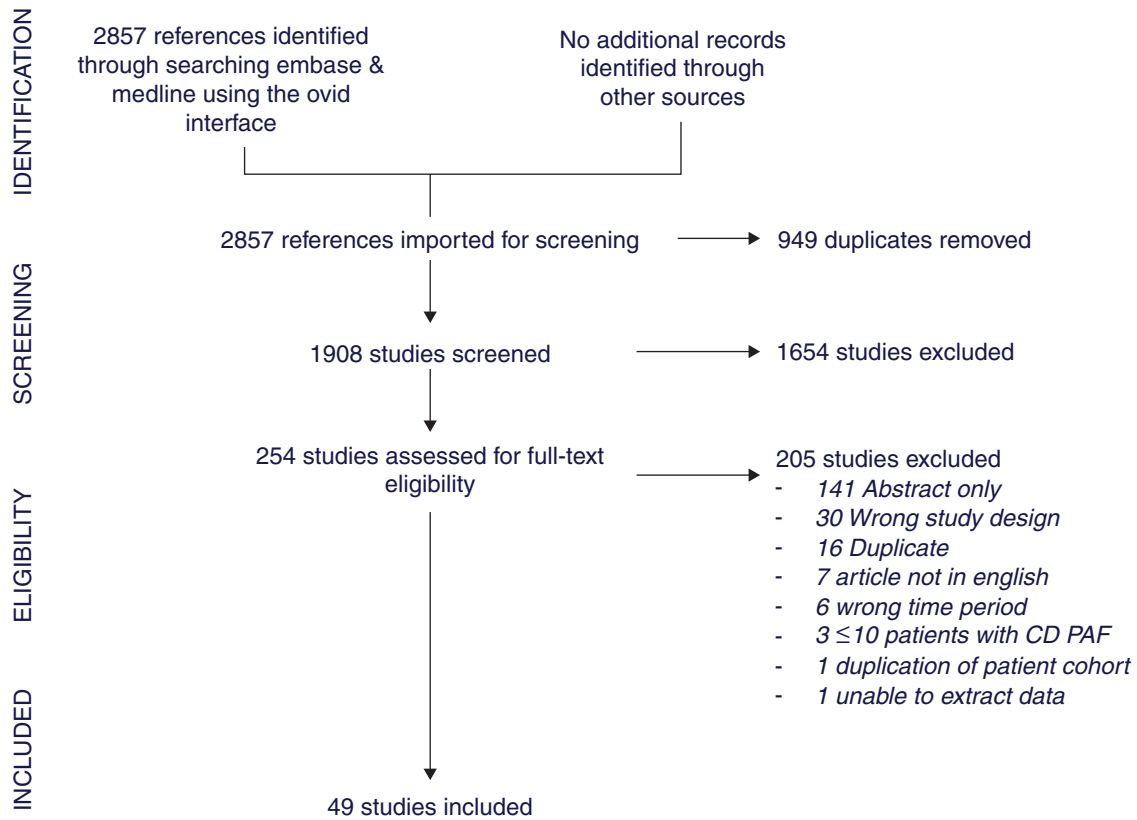 IDENTIFICATION
2857 references identified
through searching embase &
medline using the ovid
interface
No additional records
identified through
other sources
2857 references imported for screening
949 duplicates removed
SCREENING
1908 studies screened
1654 studies excluded
ELIGIBILITY
254 studies assessed for full-text
eligibility
205 studies excluded
- 141 Abstract only
- 30 Wrong study design
- 16 Duplicate
- 7 article not in english
- 6 wrong time period
- 3 ≤10 patients with CD PAF
- 1 duplication of patient cohort
- 1 unable to extract data
INCLUDED
49 studies included